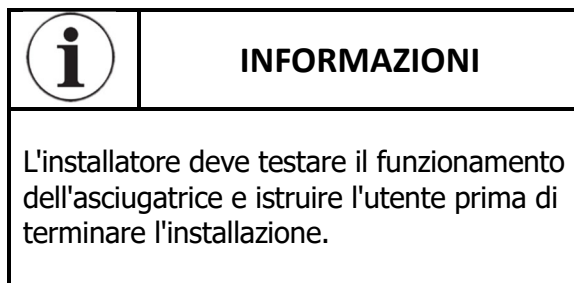 INFORMAZIONI
L'installatore deve testare il funzionamento
dell'asciugatrice e istruire l'utente prima di
terminare l'installazione.